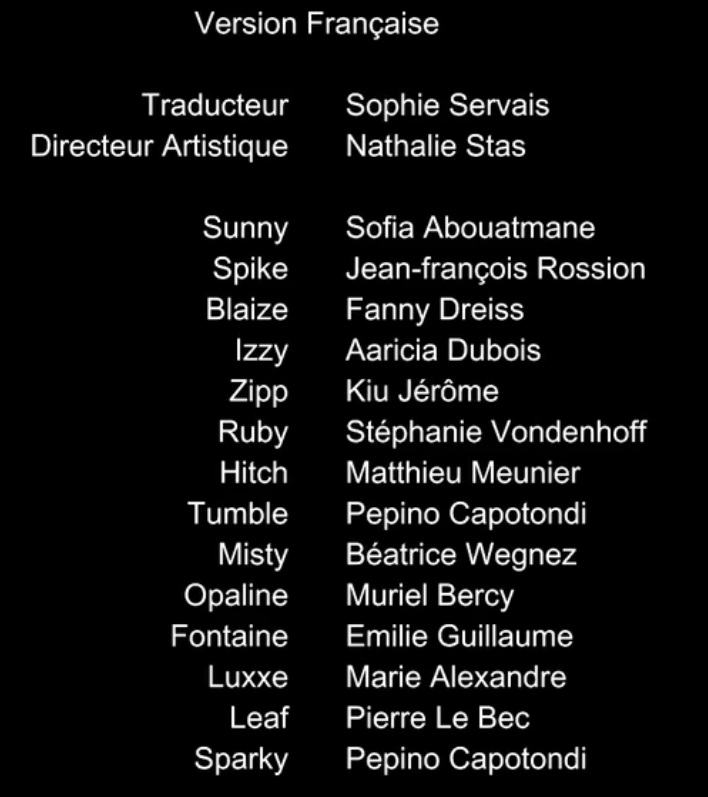 Version Française
Traducteur Sophie Servais
Directeur Artistique Nathalie Stas
Sunny Sofia Abouatmane
Spike Jean-françois Rossion
Blaize Fanny Dreiss
Izzy Aaricia Dubois
Zipp Kiu Jérôme
Ruby Stéphanie Vondenhoff
Hitch Matthieu Meunier
Tumble Pepino Capotondi
Misty Béatrice Wegnez
Opaline Muriel Bercy
Fontaine Emilie Guillaume
Luxxe Marie Alexandre
Leaf Pierre Le Bec
Sparky Pepino Capotondi